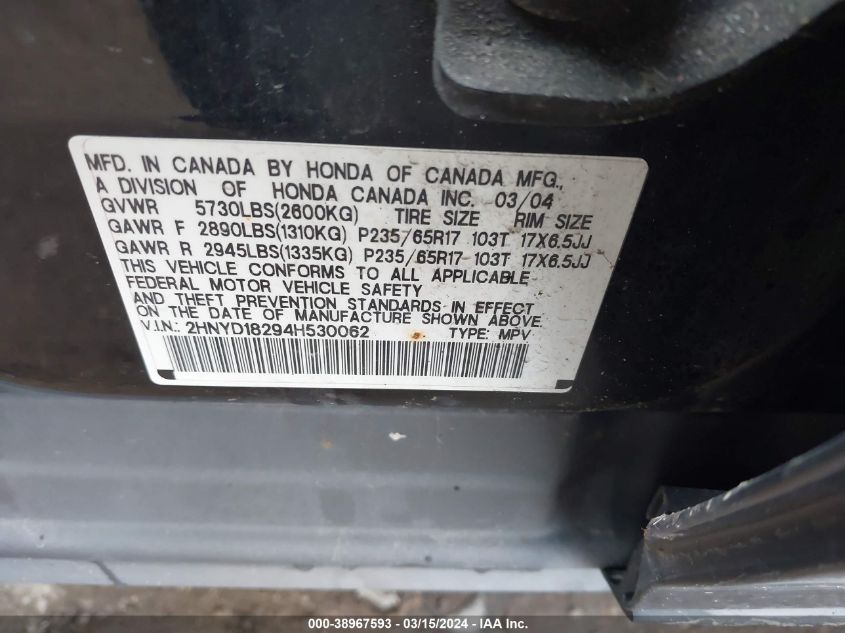 MFD. IN CANADA BY HONDA OF CANADA MFG.,
A DIVISION OF HONDA CANADA INC. 03/04
GVWR 5730LBS(2600KG) TIRE SIZE RIM SIZE
GAWR F 2890LBS(1310KG) P235/65R17 103T 17X6.5JJ
GAWR R 2945LBS(1335KG) P235/65R17 103T 17X6.5JJ
THIS VEHICLE CONFORMS TO ALL APPLICABLE
FEDERAL MOTOR VEHICLE SAFETY
AND THEFT PREVENTION STANDARDS IN EFFECT
ON THE DATE OF MANUFACTURE SHOWN ABOVE.
V.I.N.: 2HNYD18294H530062 TYPE: MPV
000-38967593 - 03/15/2024 - IAA Inc.